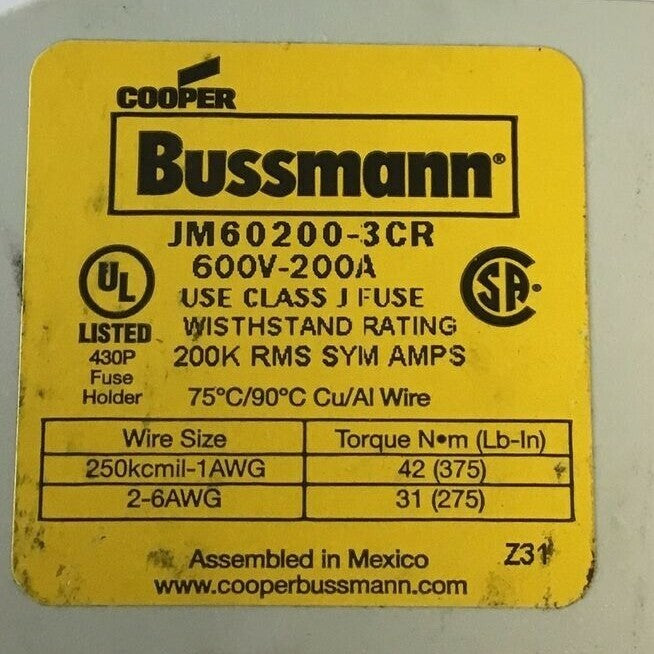 COOPER
Bussmann®
JM60200-3CR
600V-200A
USE CLASS J FUSE
WISTHSTAND RATING
200K RMS SYM AMPS
UL
LISTED
430P
Fuse
Holder
SA
75°C/90°C Cu/Al Wire
Wire Size Torque N•m (Lb-In)
250kcmil-1AWG 42 (375)
2-6AWG 31 (275)
Assembled in Mexico
Z31
www.cooperbussmann.com